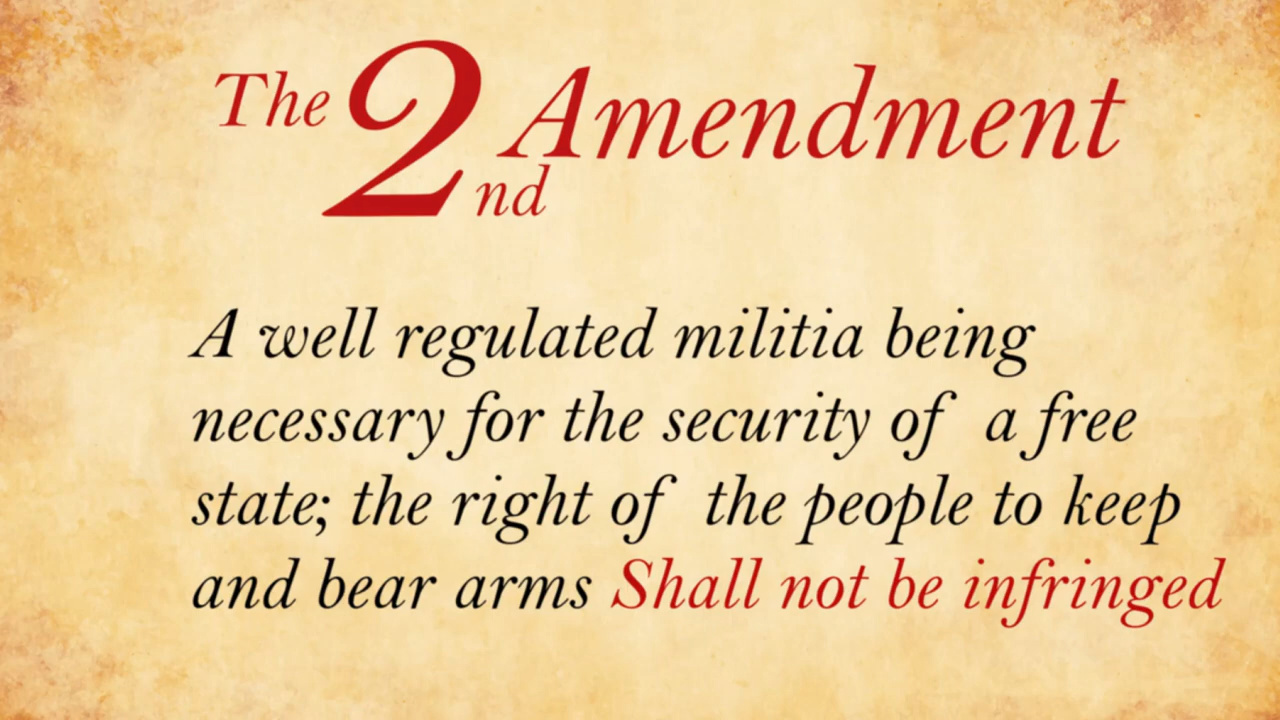 The 2nd Amendment
A well regulated militia being
necessary for the security of a free
state; the right of the people to keep
and bear arms Shall not be infringed